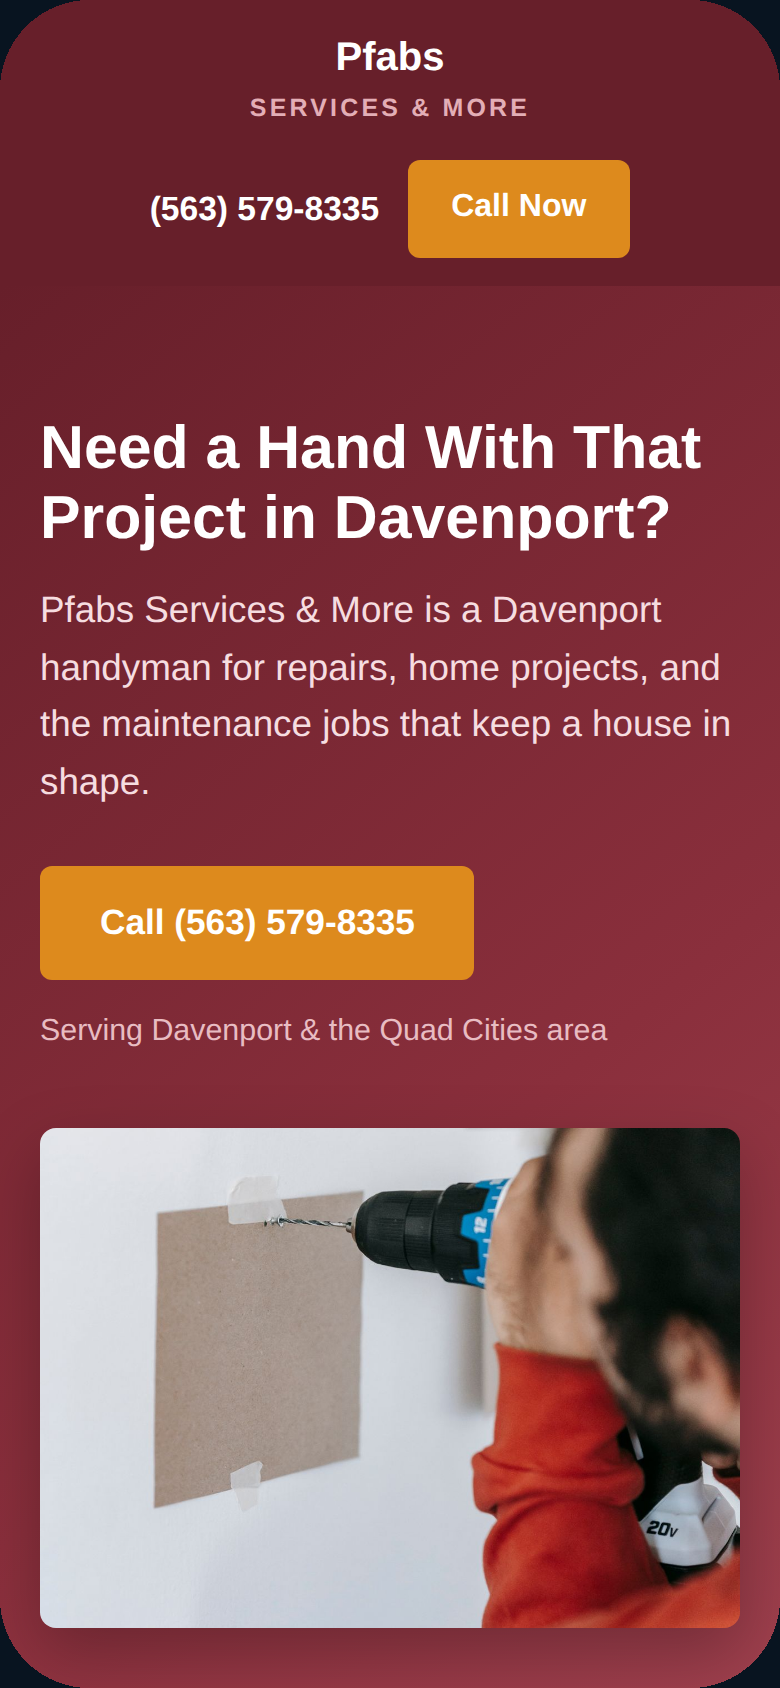 Pfabs
SERVICES & MORE
(563) 579-8335
Call Now
Need a Hand With That
Project in Davenport?
Pfabs Services & More is a Davenport
handyman for repairs, home projects, and
the maintenance jobs that keep a house in
shape.
Call (563) 579-8335
Serving Davenport & the Quad Cities area
12
20V